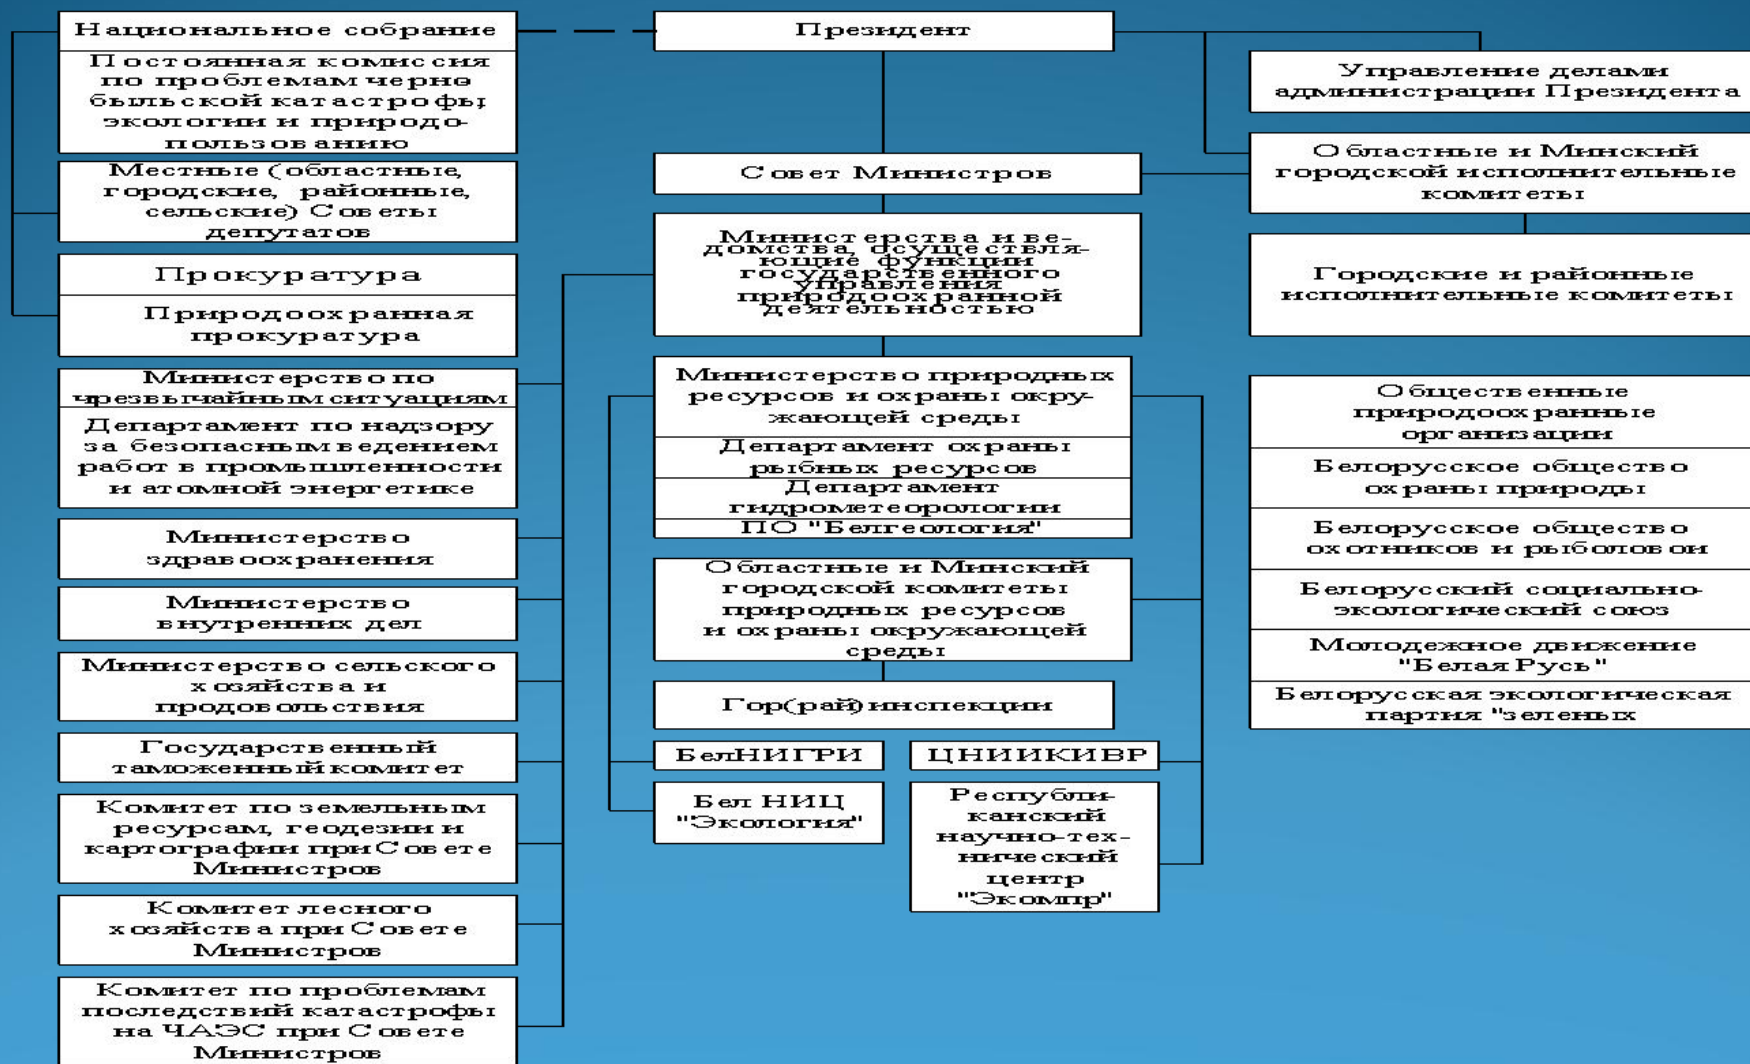 Национальное собрание
Постоянная комиссия
по проблемам черно
быльской катастрофы,
экологии и природо-
пользованию
Местные (областные,
городские, районные,
сельские) Советы
депутатов
Прокуратура
Природоохранная
прокуратура
Министерство по
чрезвычайным ситуациям
Департамент по надзору
за безопасным ведением
работ в промышленности
и атомной энергетике
Министерство
здравоохранения
Министерство
внутренних дел
Министерство сельского
хозяйства и
продовольствия
Государственный
таможенный комитет
Комитет по земельным
ресурсам, геодезии и
картографии при Совете
Министров
Комитет лесного
хозяйства при Совете
Министров
Комитет по проблемам
последствий катастрофы
на ЧАЭС при Совете
Министров
Президент
Совет Министров
Министерства и ве-
домства, осуществля-
ющие функции
государственного
управления
природоохранной
деятельностью
Министерство природных
ресурсов и охраны окру-
жающей среды
Департамент охраны
рыбных ресурсов
Департамент
гидрометеорологии
ПО "Белгеология"
Областные и Минский
городской комитеты
природных ресурсов
и охраны окружающей
среды
Гор(рай)инспекции
БелНИГРИ
Бел НИЦ
"Экология"
ЦНИИКИВР
Республи-
канский
научно-тех-
нический
центр
"Экомпр"
Управление делами
администрации Президента
Областные и Минский
городской исполнительные
комитеты
Городские и районные
исполнительные комитеты
Общественные
природоохранные
организации
Белорусское общество
охраны природы
Белорусское общество
охотников и рыболовои
Белорусский социально-
экологический союз
Молодежное движение
"Белая Русь"
Белорусская экологическая
партия "зеленых